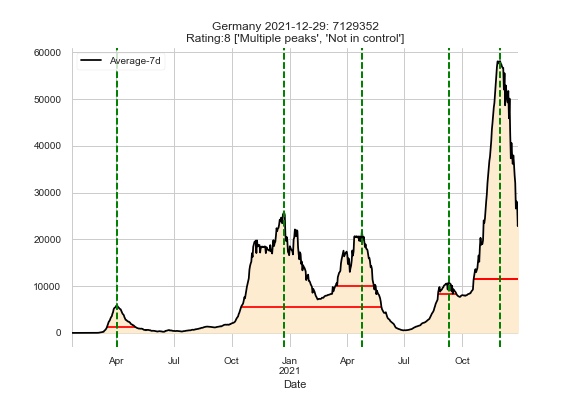 Germany 2021-12-29: 7129352
Rating:8 ['Multiple peaks', 'Not in control']
Average-7d
60000
50000
40000
30000
20000
10000
0
Apr Jul Oct Jan Apr Jul Oct
2021
Date